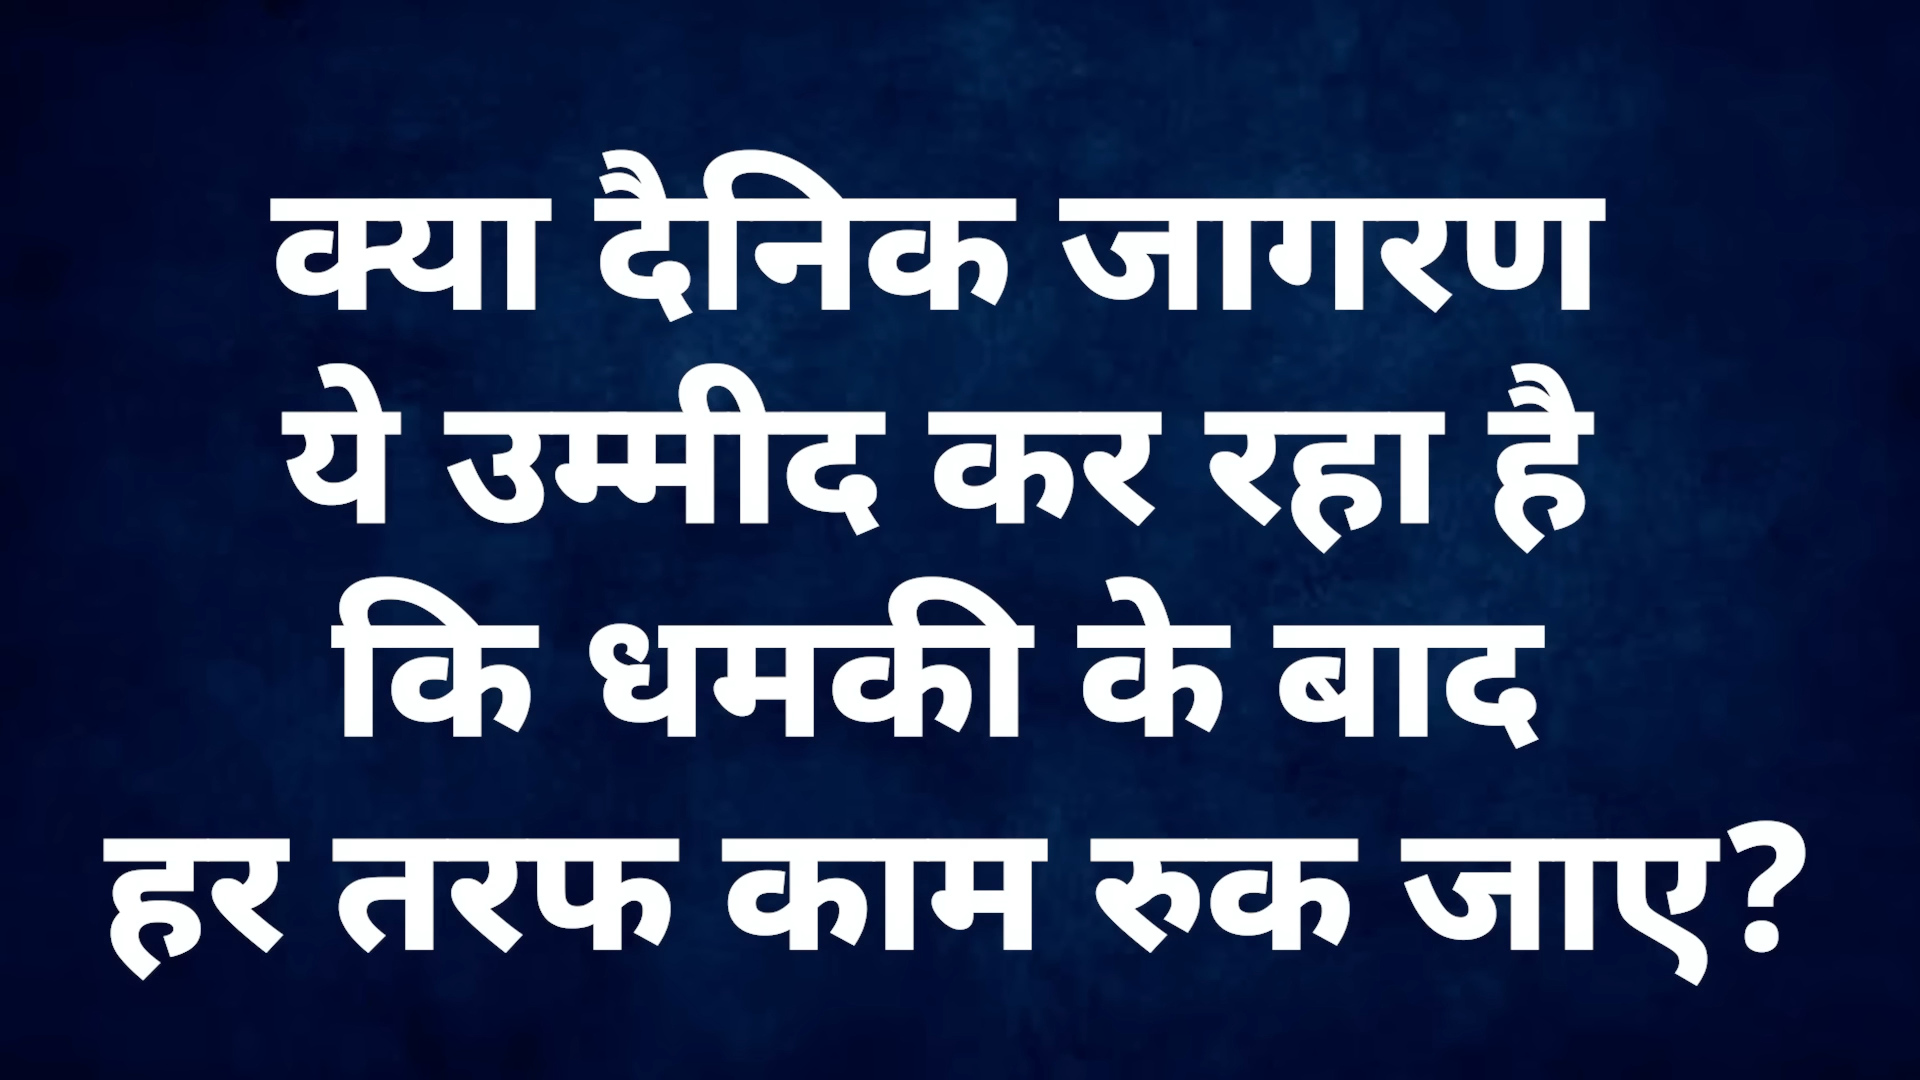 क्या दैनिक जागरण
ये उम्मीद कर रहा है
कि धमकी के बाद
हर तरफ काम रुक जाए?